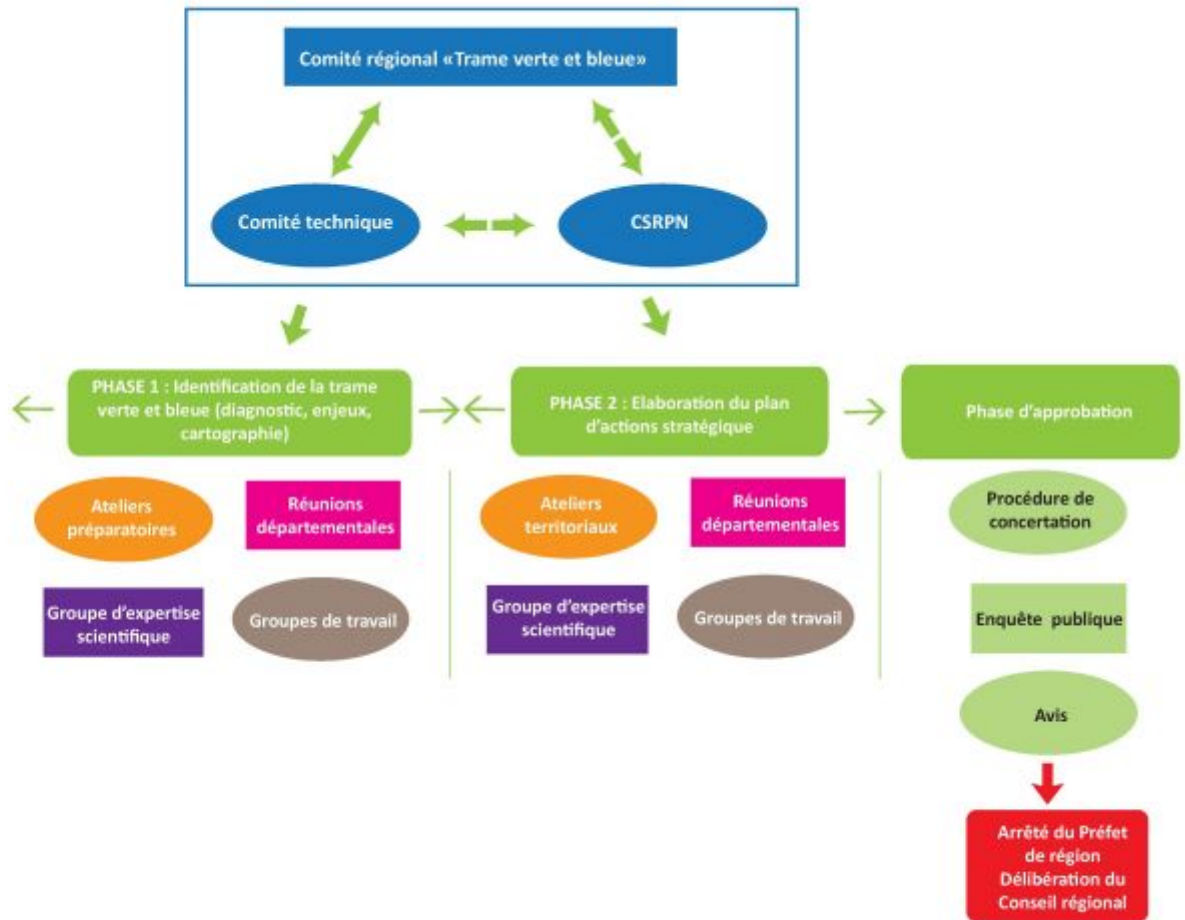 Comité régional «Trame verte et bleue»
Comité technique
CSRPN
PHASE 1 : Identification de la trame
verte et bleue (diagnostic, enjeux,
cartographie)
PHASE 2 : Elaboration du plan
d'actions stratégique
Phase d'approbation
Ateliers
préparatoires
Réunions
départementales
Groupe d'expertise
scientifique
Groupes de travail
Ateliers
territoriaux
Réunions
départementales
Groupe d'expertise
scientifique
Groupes de travail
Procédure de
concertation
Enquête publique
Avis
Arrêté du Préfet
de région
Délibération du
Conseil régional